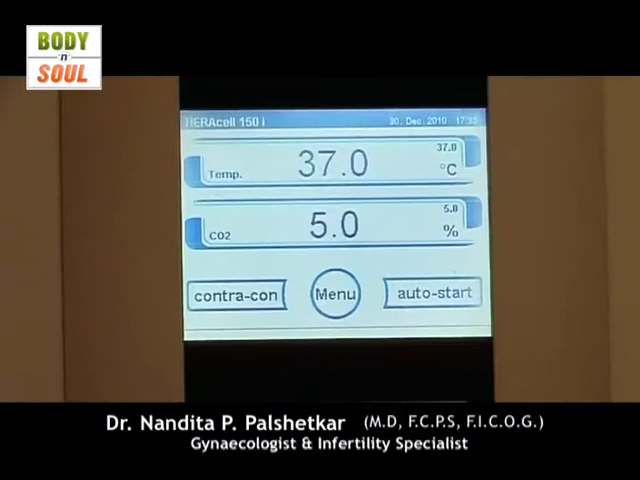 BODY
'n'
SOUL
HERAcell 150 i 30. Dec. 2010 17:35
37.0
Temp. 37.0 °C
5.0
CO2 5.0 %
contra-con Menu auto-start
Dr. Nandita P. Palshetkar (M.D, F.C.P.S, F.I.C.O.G.)
Gynaecologist & Infertility Specialist